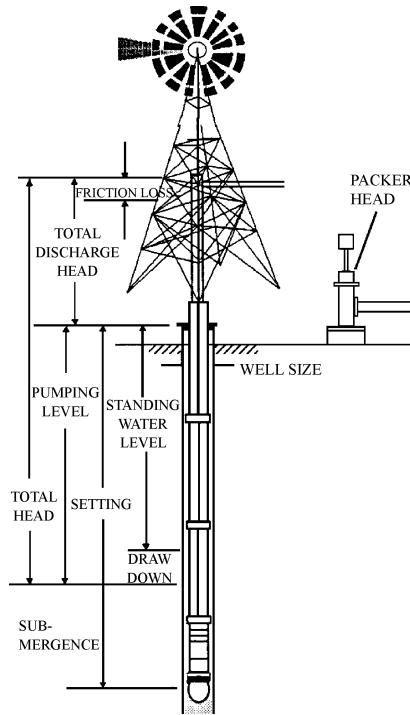 FRICTION LOSS
PACKER
HEAD
TOTAL
DISCHARGE
HEAD
WELL SIZE
PUMPING
LEVEL
STANDING
WATER
LEVEL
TOTAL
HEAD
SETTING
DRAW
DOWN
SUB-
MERGENCE